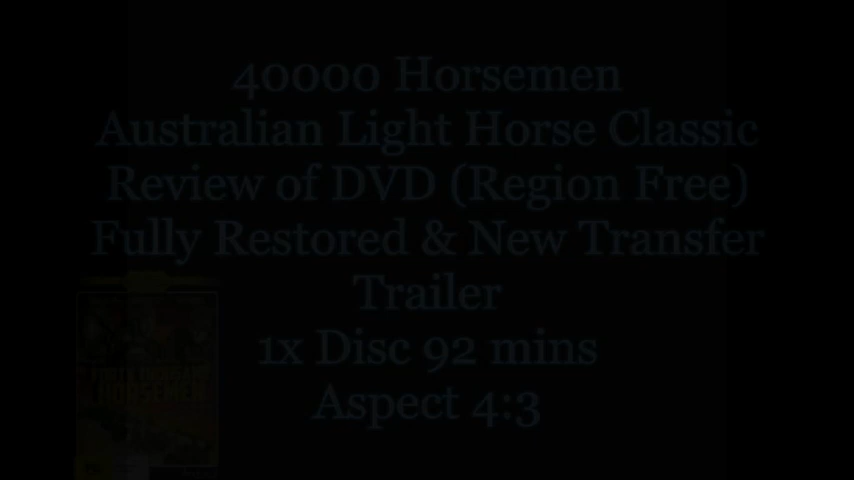 40000 Horsemen
Australian Light Horse Classic
Review of DVD (Region Free)
Fully Restored & New Transfer
Trailer
1x Disc 92 mins
Aspect 4:3
HORSEMEN